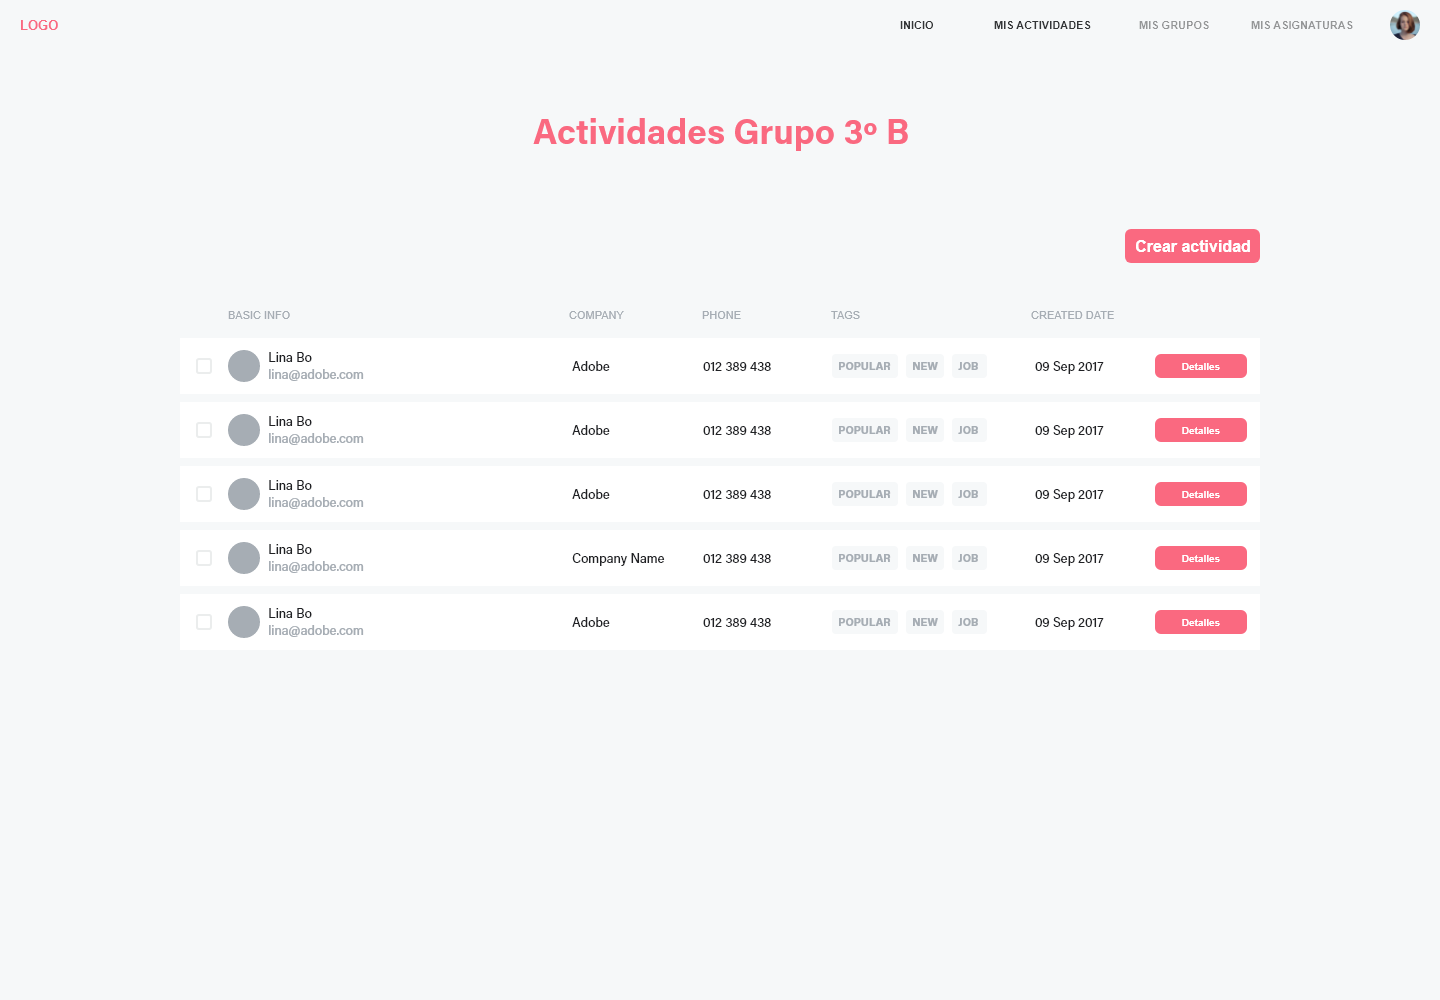 LOGO
INICIO MIS ACTIVIDADES MIS GRUPOS MIS ASIGNATURAS
Actividades Grupo 3º B
Crear actividad
BASIC INFO COMPANY PHONE TAGS CREATED DATE
Lina Bo
lina@adobe.com
Adobe 012 389 438 POPULAR NEW JOB 09 Sep 2017 Detalles
Lina Bo
lina@adobe.com
Adobe 012 389 438 POPULAR NEW JOB 09 Sep 2017 Detalles
Lina Bo
lina@adobe.com
Adobe 012 389 438 POPULAR NEW JOB 09 Sep 2017 Detalles
Lina Bo
lina@adobe.com
Company Name 012 389 438 POPULAR NEW JOB 09 Sep 2017 Detalles
Lina Bo
lina@adobe.com
Adobe 012 389 438 POPULAR NEW JOB 09 Sep 2017 Detalles